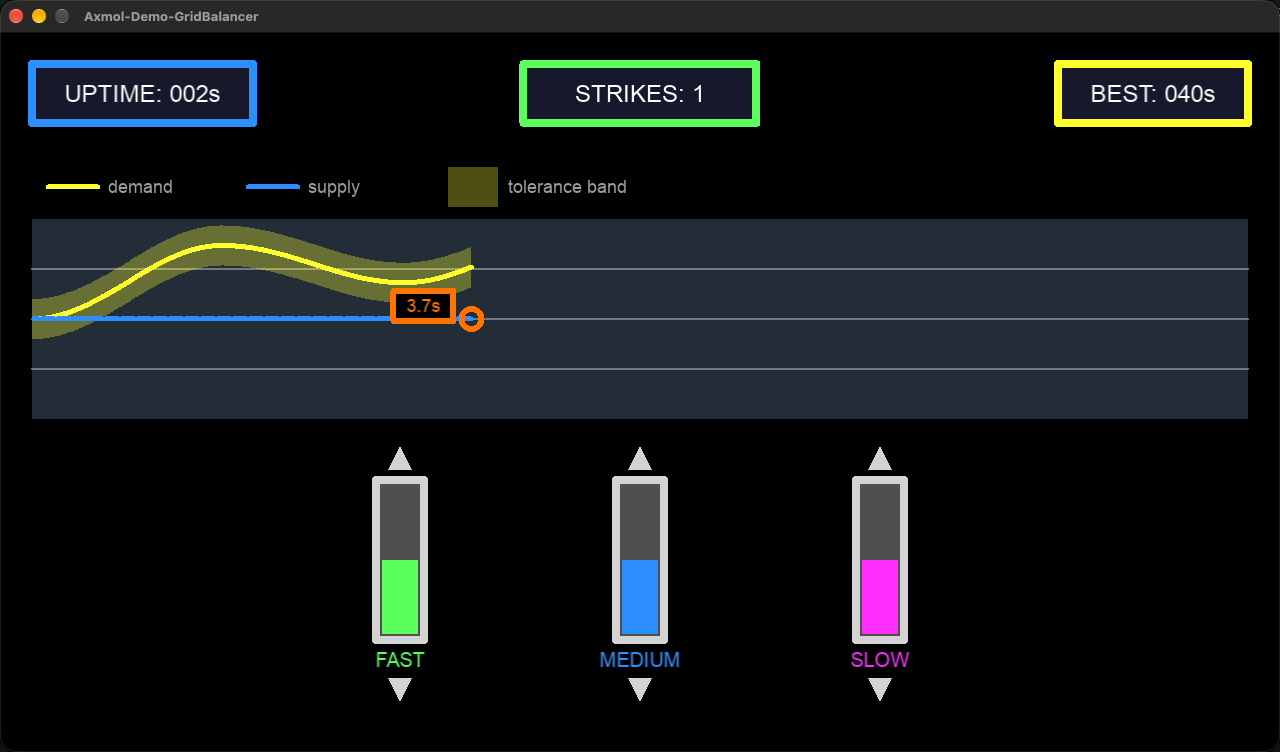 Axmol-Demo-GridBalancer
UPTIME: 002s
STRIKES: 1
BEST: 040s
demand
supply
tolerance band
3.7s
FAST
MEDIUM
SLOW